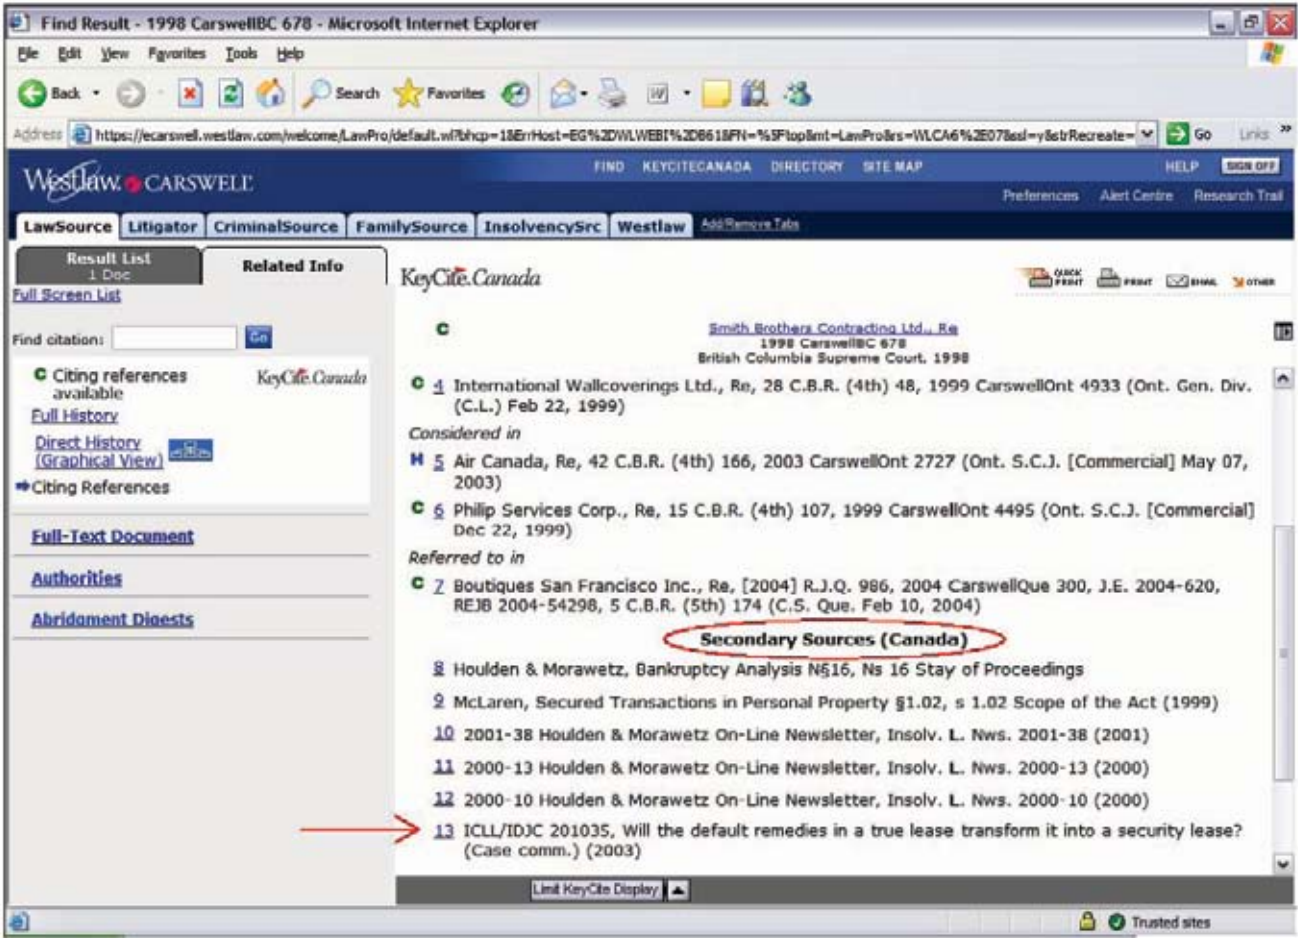 Find Result - 1998 CarswellBC 678 - Microsoft Internet Explorer
File Edit View Favorites Tools Help
Back Search Favorites
Address https://ecarswell.westlaw.com/welcome/LawPro/default.wl?bhcp=1&ErrHost=EG%2DWLWEBI%2DB61&FN=%5Ftop&mt=LawPro&rs=WLCA6%2E07&ssl=y&strRecreate= Go Links »
Westlaw. CARSWELL
FIND KEYCITECANADA DIRECTORY SITE MAP HELP SIGN OFF
Preferences Alert Centre Research Trail
LawSource Litigator CriminalSource FamilySource InsolvencySrc Westlaw Add/Remove Tabs
Result List
1 Doc
Related Info
Full Screen List
Find citation: Go
C Citing references
available
KeyCite.Canada
Full History
Direct History
(Graphical View)
Citing References
Full-Text Document
Authorities
Abridgment Digests
KeyCite.Canada
QUICK PRINT PRINT EMAIL OTHER
C Smith Brothers Contracting Ltd., Re
1998 CarswellBC 678
British Columbia Supreme Court, 1998
C 4 International Wallcoverings Ltd., Re, 28 C.B.R. (4th) 48, 1999 CarswellOnt 4933 (Ont. Gen. Div.
(C.L.) Feb 22, 1999)
Considered in
H 5 Air Canada, Re, 42 C.B.R. (4th) 166, 2003 CarswellOnt 2727 (Ont. S.C.J. [Commercial] May 07,
2003)
C 6 Philip Services Corp., Re, 15 C.B.R. (4th) 107, 1999 CarswellOnt 4495 (Ont. S.C.J. [Commercial]
Dec 22, 1999)
Referred to in
C 7 Boutiques San Francisco Inc., Re, [2004] R.J.Q. 986, 2004 CarswellQue 300, J.E. 2004-620,
REJB 2004-54298, 5 C.B.R. (5th) 174 (C.S. Que. Feb 10, 2004)
Secondary Sources (Canada)
8 Houlden & Morawetz, Bankruptcy Analysis N§16, Ns 16 Stay of Proceedings
9 McLaren, Secured Transactions in Personal Property §1.02, s 1.02 Scope of the Act (1999)
10 2001-38 Houlden & Morawetz On-Line Newsletter, Insolv. L. Nws. 2001-38 (2001)
11 2000-13 Houlden & Morawetz On-Line Newsletter, Insolv. L. Nws. 2000-13 (2000)
12 2000-10 Houlden & Morawetz On-Line Newsletter, Insolv. L. Nws. 2000-10 (2000)
13 ICLL/IDJC 201035, Will the default remedies in a true lease transform it into a security lease?
(Case comm.) (2003)
Limit KeyCite Display
Trusted sites